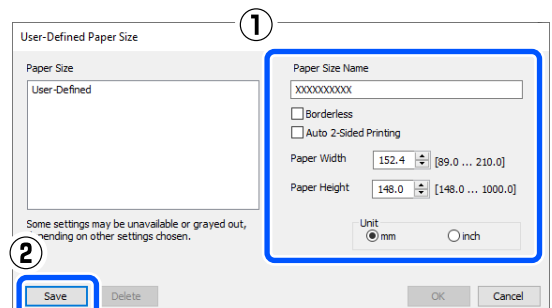 ①
User-Defined Paper Size
Paper Size
User-Defined
Some settings may be unavailable or grayed out,
depending on other settings chosen.
Paper Size Name
XXXXXXXXXX
Borderless
Auto 2-Sided Printing
Paper Width 152.4 [89.0 ... 210.0]
Paper Height 148.0 [148.0 ... 1000.0]
Unit
mm inch
②
Save Delete OK Cancel